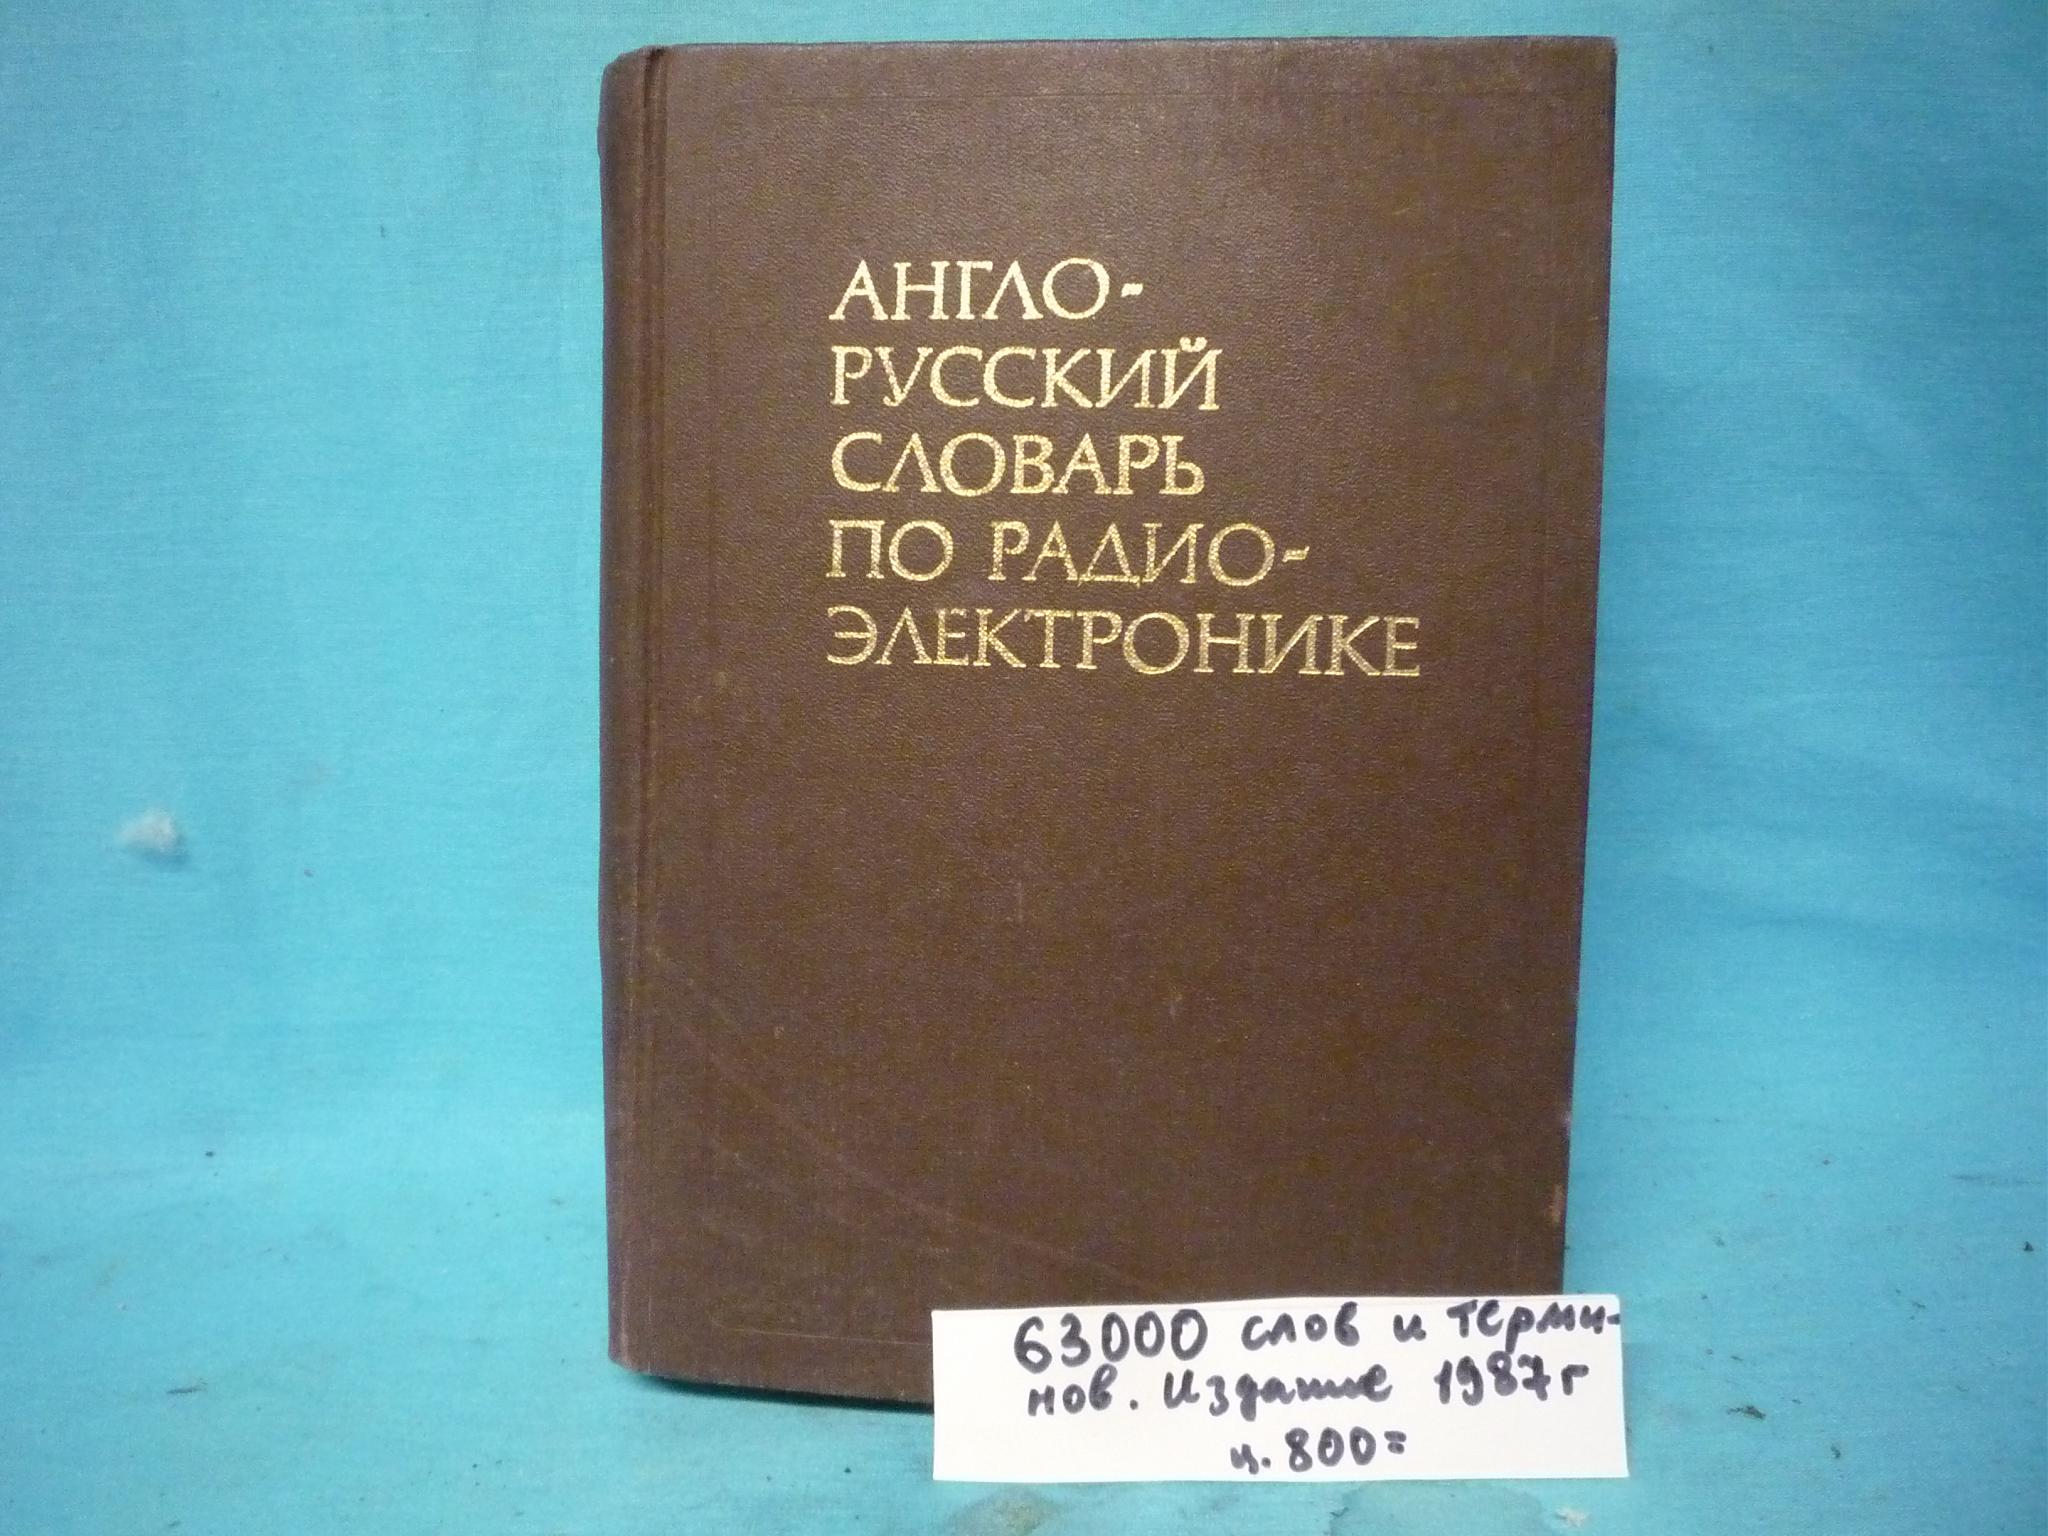 АНГЛО-
РУССКИЙ
СЛОВАРЬ
ПО РАДИО-
ЭЛЕКТРОНИКЕ
63000 слов и терми-
нов. Издание 1987г
ц. 800=